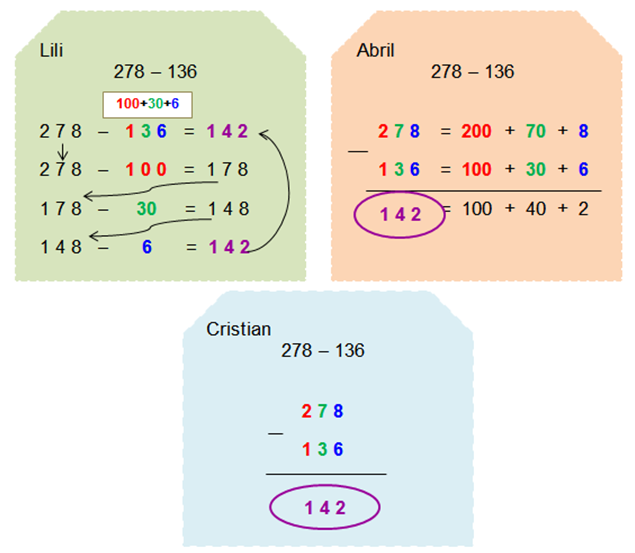 Lili
278 – 136
100+30+6
2 7 8 – 1 3 6 = 1 4 2
2 7 8 – 1 0 0 = 1 7 8
1 7 8 – 30 = 1 4 8
1 4 8 – 6 = 1 4 2
Abril
278 – 136
2 7 8 = 200 + 70 + 8
—
1 3 6 = 100 + 30 + 6
1 4 2 = 100 + 40 + 2
Cristian
278 – 136
2 7 8
—
1 3 6
1 4 2